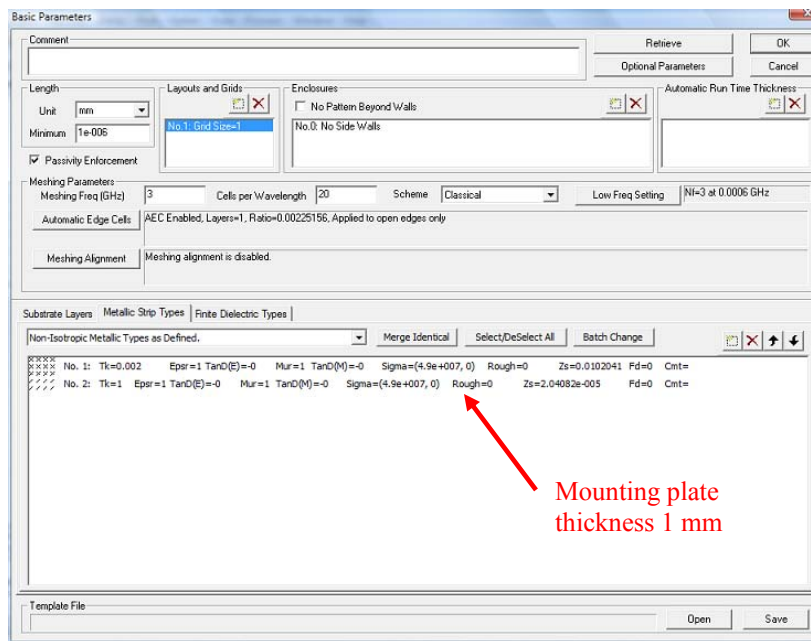 Basic Parameters
Comment
Retrieve
OK
Optional Parameters
Cancel
Length
Layouts and Grids
Enclosures
Automatic Run Time Thickness
Unit mm
No Pattern Beyond Walls
No.1: Grid Size=1
No.0: No Side Walls
Minimum 1e-006
Passivity Enforcement
Meshing Parameters
Meshing Freq (GHz) 3 Cells per Wavelength 20 Scheme Classical Low Freq Setting Nf=3 at 0.0006 GHz
Automatic Edge Cells AEC Enabled, Layers=1, Ratio=0.00225156, Applied to open edges only
Meshing Alignment Meshing alignment is disabled.
Substrate Layers Metallic Strip Types Finite Dielectric Types
Non-Isotropic Metallic Types as Defined. Merge Identical Select/DeSelect All Batch Change
No. 1: Tk=0.002 Epsr=1 TanD(E)=-0 Mur=1 TanD(M)=-0 Sigma=(4.9e+007, 0) Rough=0 Zs=0.0102041 Fd=0 Cmt=
No. 2: Tk=1 Epsr=1 TanD(E)=-0 Mur=1 TanD(M)=-0 Sigma=(4.9e+007, 0) Rough=0 Zs=2.04082e-005 Fd=0 Cmt=
Mounting plate
thickness 1 mm
Template File
Open
Save